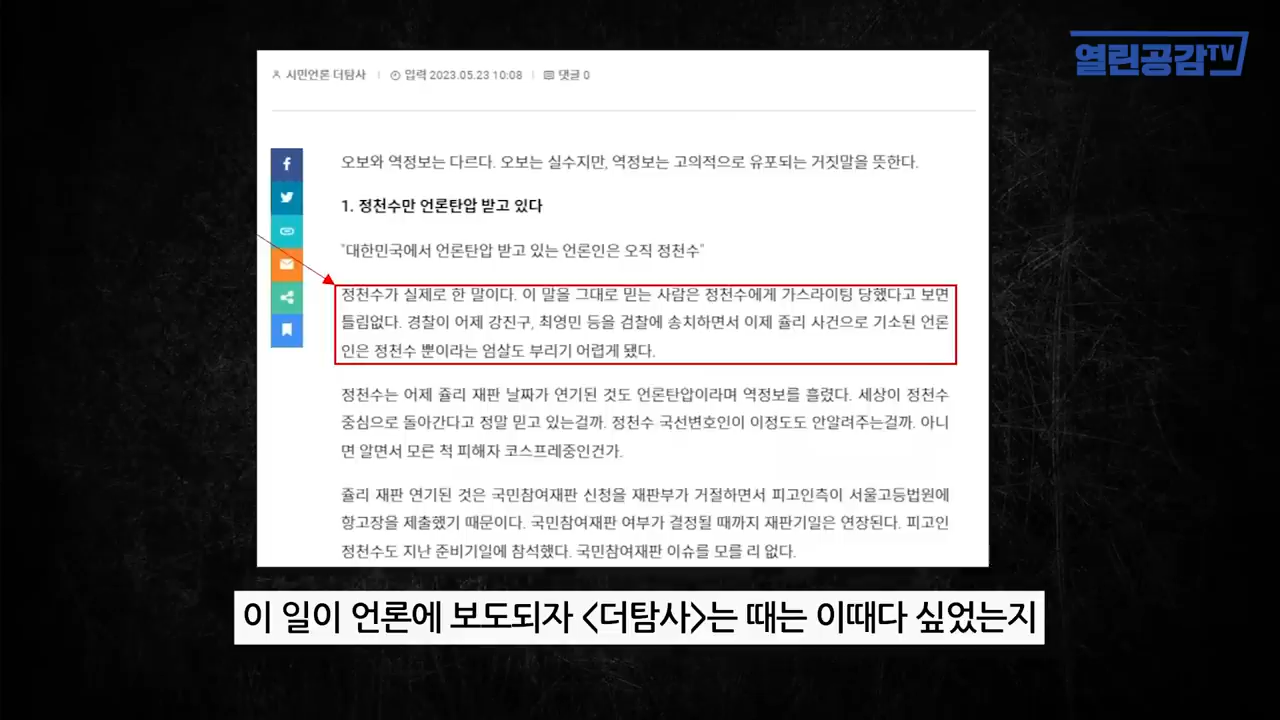 열린공감TV
시민언론 더탐사 | 입력 2023.05.23 10:08 | 댓글 0
오보와 역정보는 다르다. 오보는 실수지만, 역정보는 고의적으로 유포되는 거짓말을 뜻한다.
1. 정천수만 언론탄압 받고 있다
"대한민국에서 언론탄압 받고 있는 언론인은 오직 정천수"
정천수가 실제로 한 말이다. 이 말을 그대로 믿는 사람은 정천수에게 가스라이팅 당했다고 보면
틀림없다. 경찰이 어제 강진구, 최영민 등을 검찰에 송치하면서 이제 쥴리 사건으로 기소된 언론
인은 정천수 뿐이라는 엄살도 부리기 어렵게 됐다.
정천수는 어제 쥴리 재판 날짜가 연기된 것도 언론탄압이라며 역정보를 흘렸다. 세상이 정천수
중심으로 돌아간다고 정말 믿고 있는걸까. 정천수 국선변호인이 이정도도 안알려주는걸까. 아니
면 알면서 모른 척 피해자 코스프레중인건가.
쥴리 재판 연기된 것은 국민참여재판 신청을 재판부가 거절하면서 피고인측이 서울고등법원에
항고장을 제출했기 때문이다. 국민참여재판 여부가 결정될 때까지 재판기일은 연장된다. 피고인
정천수도 지난 준비기일에 참석했다. 국민참여재판 이슈를 모를 리 없다.
이 일이 언론에 보도되자 <더탐사>는 때는 이때다 싶었는지